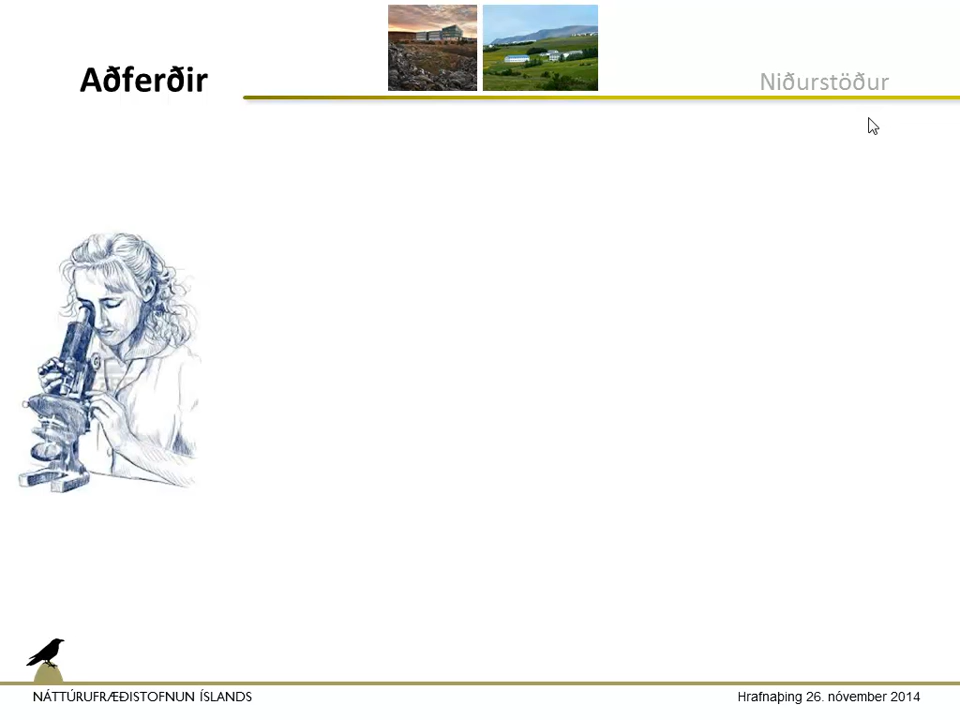 Aðferðir
Niðurstöður
NÁTTÚRUFRÆÐISTOFNUN ÍSLANDS
Hrafnaþing 26. nóvember 2014